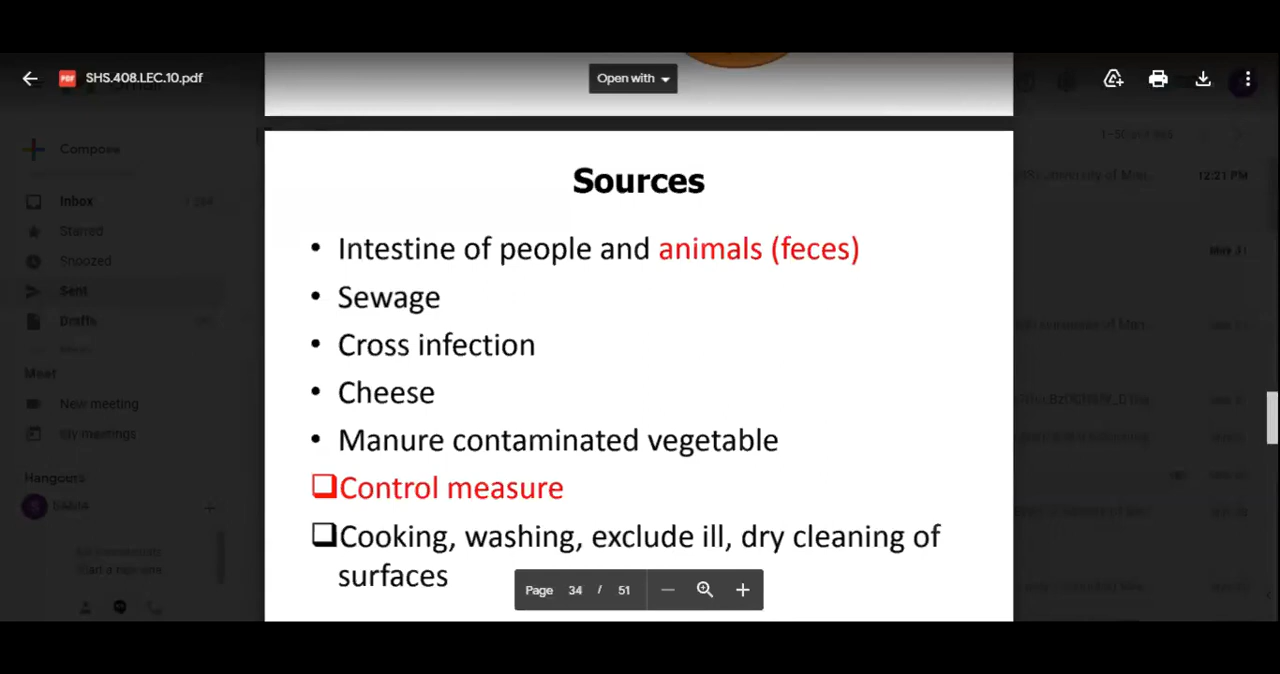 SHS.408.LEC.10.pdf
Open with
Compose
12:21 PM
Inbox
Sources
Starred
Snoozed
• Intestine of people and animals (feces)
Sent
• Sewage
Drafts
• Cross infection
Meet
• Cheese
New meeting
My meetings
• Manure contaminated vegetable
Hangouts
Control measure
Cooking, washing, exclude ill, dry cleaning of
surfaces
Page 34 / 51